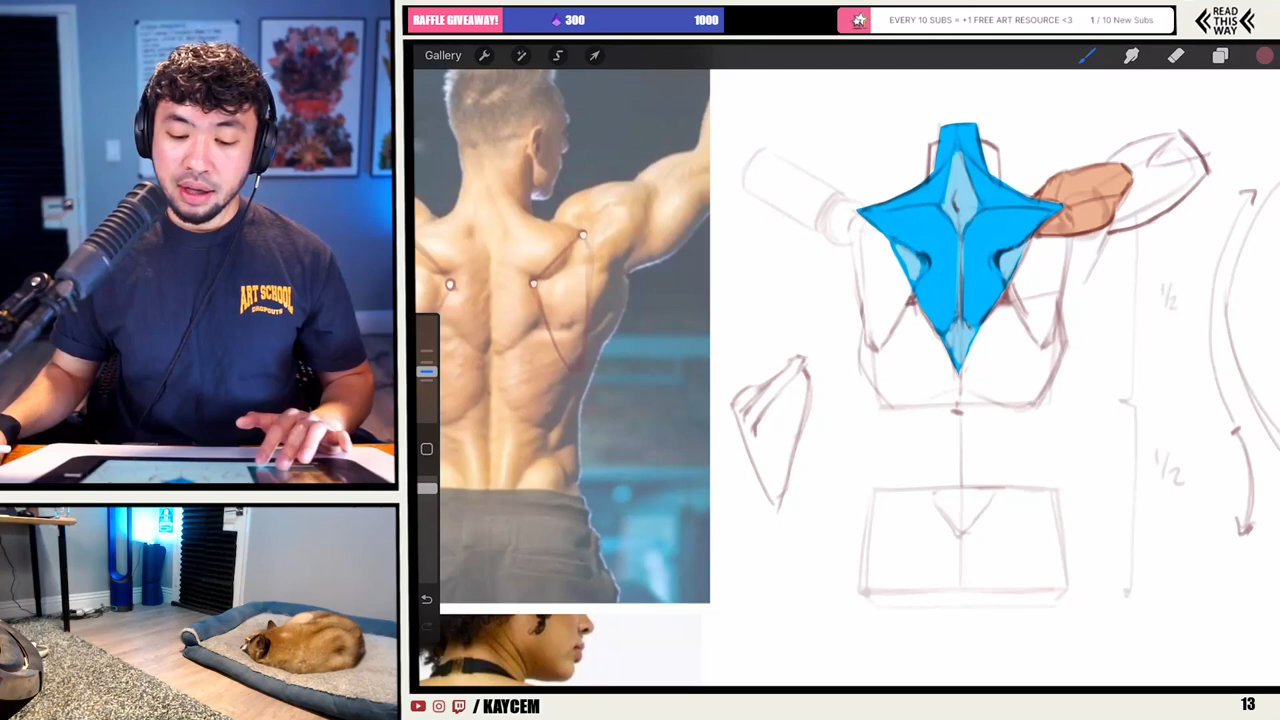 RAFFLE GIVEAWAY!
300
1000
EVERY 10 SUBS = +1 FREE ART RESOURCE <3
1 / 10 New Subs
READ
THIS
WAY
Gallery
ART SCHOOL
DROPOUTS
1/2
1/2
/ KAYCEM
13